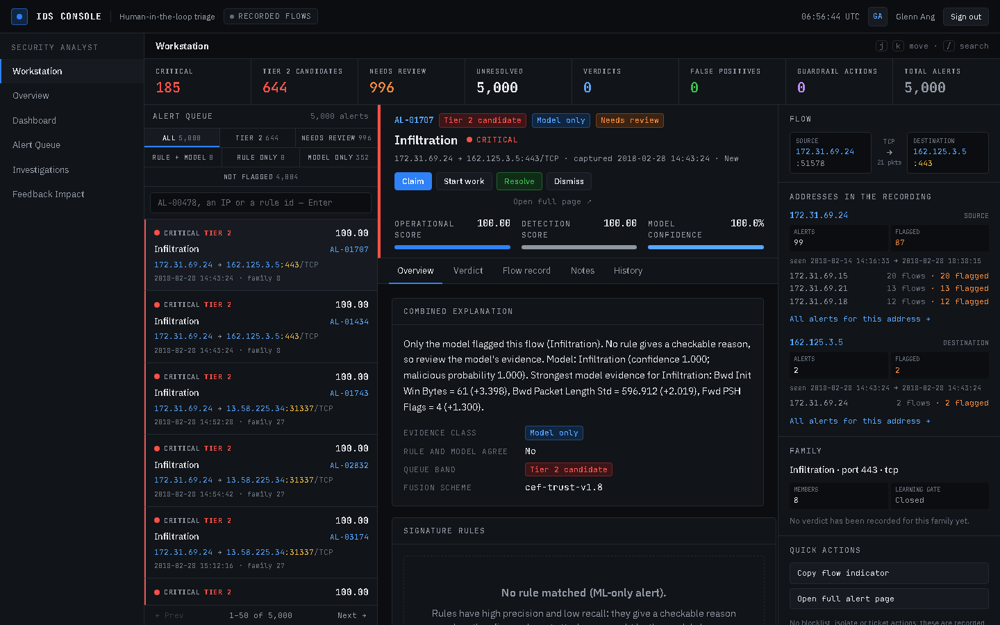 IDS CONSOLE
Human-in-the-loop triage
RECORDED FLOWS
06:56:44 UTC
GA
Glenn Ang
Sign out
SECURITY ANALYST
Workstation
Overview
Dashboard
Alert Queue
Investigations
Feedback Impact
Workstation
j k move · / search
CRITICAL
185
TIER 2 CANDIDATES
644
NEEDS REVIEW
996
UNRESOLVED
5,000
VERDICTS
0
FALSE POSITIVES
0
GUARDRAIL ACTIONS
0
TOTAL ALERTS
5,000
ALERT QUEUE
5,000 alerts
ALL 5,000
TIER 2 644
NEEDS REVIEW 996
RULE + MODEL 0
RULE ONLY 0
MODEL ONLY 352
NOT FLAGGED 4,004
AL-00478, an IP or a rule id — Enter
CRITICAL TIER 2 100.00
Infiltration AL-01707
172.31.69.24 → 162.125.3.5:443/TCP
2018-02-28 14:43:24 · family 8
CRITICAL TIER 2 100.00
Infiltration AL-01434
172.31.69.24 → 162.125.3.5:443/TCP
2018-02-28 14:43:24 · family 8
CRITICAL TIER 2 100.00
Infiltration AL-01743
172.31.69.24 → 13.58.225.34:31337/TCP
2018-02-28 14:52:28 · family 27
CRITICAL TIER 2 100.00
Infiltration AL-02832
172.31.69.24 → 13.58.225.34:31337/TCP
2018-02-28 14:54:42 · family 27
CRITICAL TIER 2 100.00
Infiltration AL-03174
172.31.69.24 → 13.58.225.34:31337/TCP
2018-02-28 15:12:16 · family 27
CRITICAL TIER 2 100.00
← Prev
1–50 of 5,000
Next →
AL-01707 Tier 2 candidate Model only Needs review
Infiltration CRITICAL
172.31.69.24 → 162.125.3.5:443/TCP · captured 2018-02-28 14:43:24 · New
Claim
Start work
Resolve
Dismiss
Open full page ↗
OPERATIONAL SCORE 100.00
DETECTION SCORE 100.00
MODEL CONFIDENCE 100.0%
Overview
Verdict
Flow record
Notes
History
COMBINED EXPLANATION
Only the model flagged this flow (Infiltration). No rule gives a checkable reason,
so review the model's evidence. Model: Infiltration (confidence 1.000;
malicious probability 1.000). Strongest model evidence for Infiltration: Bwd Init
Win Bytes = 61 (+3.398), Bwd Packet Length Std = 596.912 (+2.019), Fwd PSH
Flags = 4 (+1.300).
EVIDENCE CLASS Model only
RULE AND MODEL AGREE No
QUEUE BAND Tier 2 candidate
FUSION SCHEME cef-trust-v1.8
SIGNATURE RULES
No rule matched (ML-only alert).
Rules have high precision and low recall: they give a checkable reason
FLOW
SOURCE
172.31.69.24
:51578
TCP
→
21 pkts
DESTINATION
162.125.3.5
:443
ADDRESSES IN THE RECORDING
172.31.69.24 SOURCE
ALERTS
99
FLAGGED
87
seen 2018-02-14 14:16:33 → 2018-02-28 18:38:15
172.31.69.15 20 flows · 20 flagged
172.31.69.21 13 flows · 13 flagged
172.31.69.18 12 flows · 12 flagged
All alerts for this address →
162.125.3.5 DESTINATION
ALERTS
2
FLAGGED
2
seen 2018-02-28 14:43:24 → 2018-02-28 14:43:24
172.31.69.24 2 flows · 2 flagged
All alerts for this address →
FAMILY
Infiltration · port 443 · tcp
MEMBERS
8
LEARNING GATE
Closed
No verdict has been recorded for this family yet.
QUICK ACTIONS
Copy flow indicator
Open full alert page
No blocklist, isolate or ticket actions: these are recorded